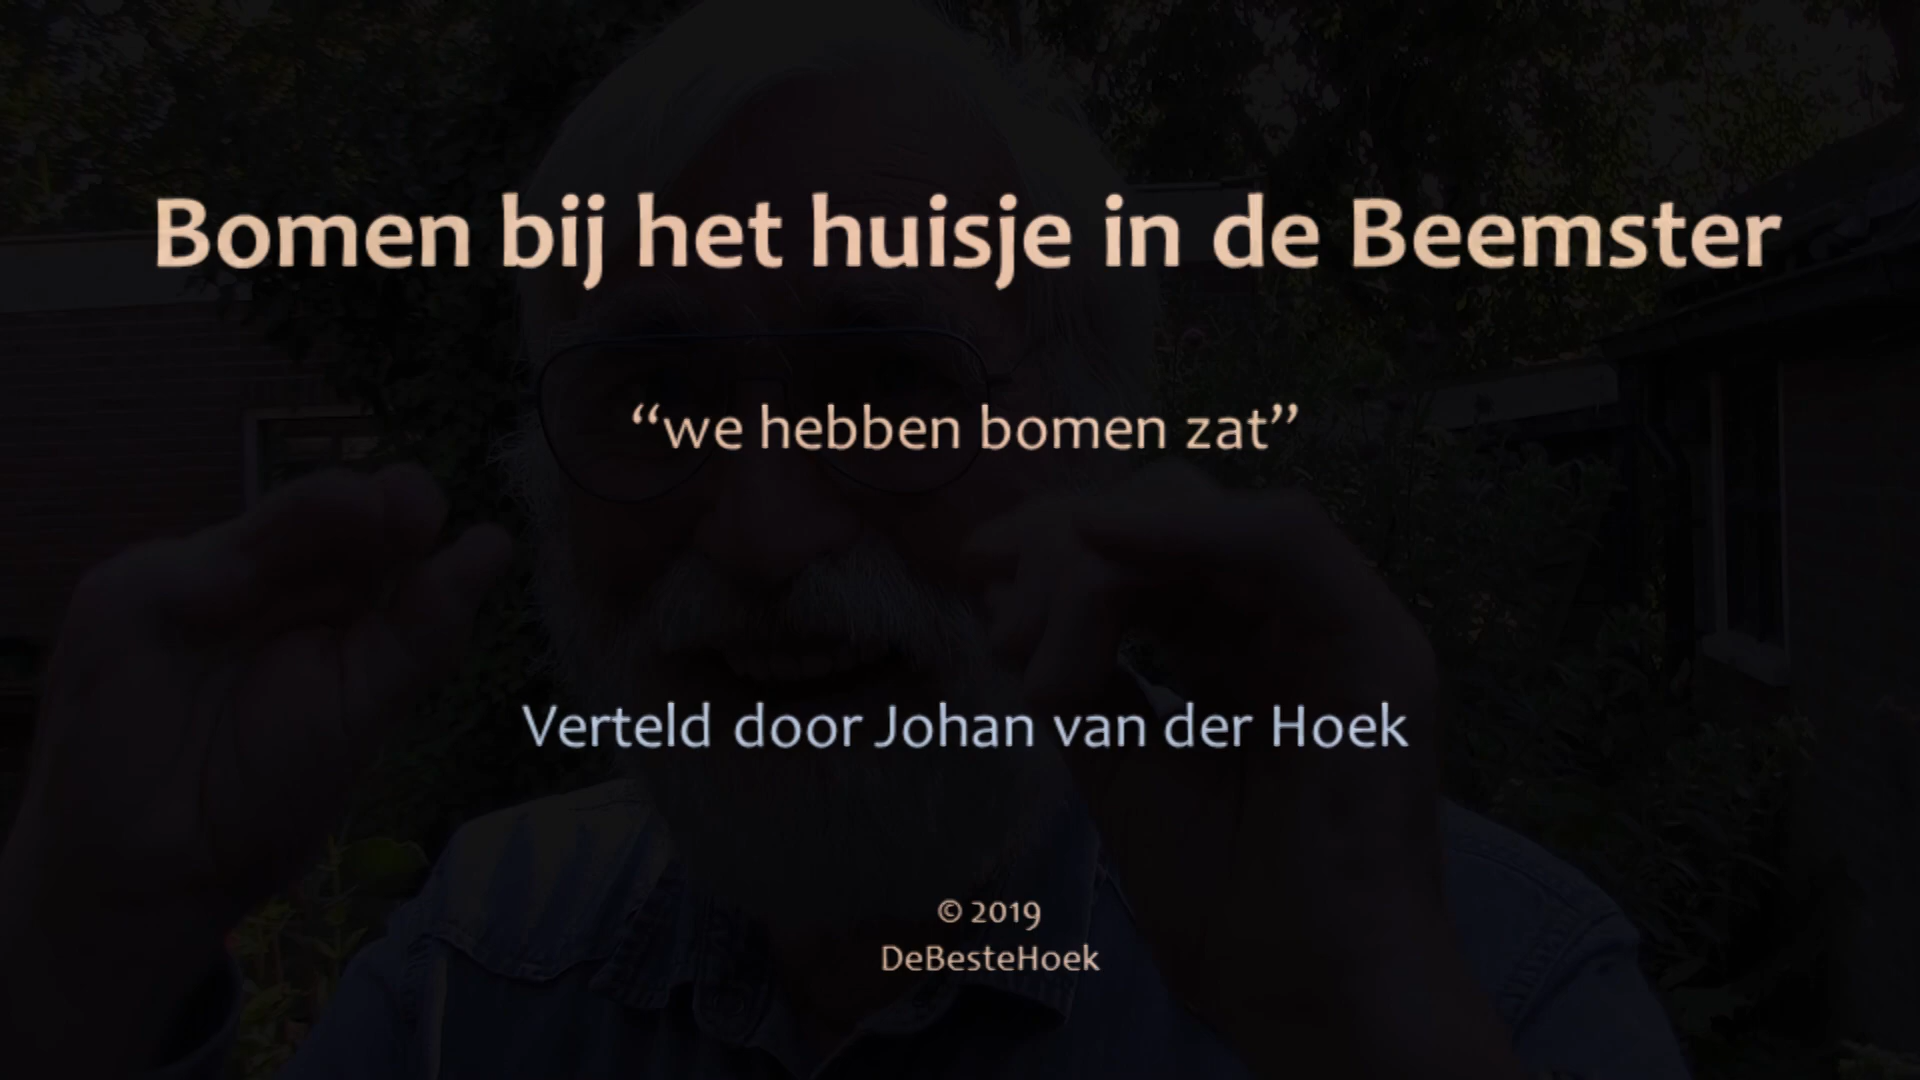 Bomen bij het huisje in de Beemster
“we hebben bomen zat”
Verteld door Johan van der Hoek
© 2019
DeBesteHoek